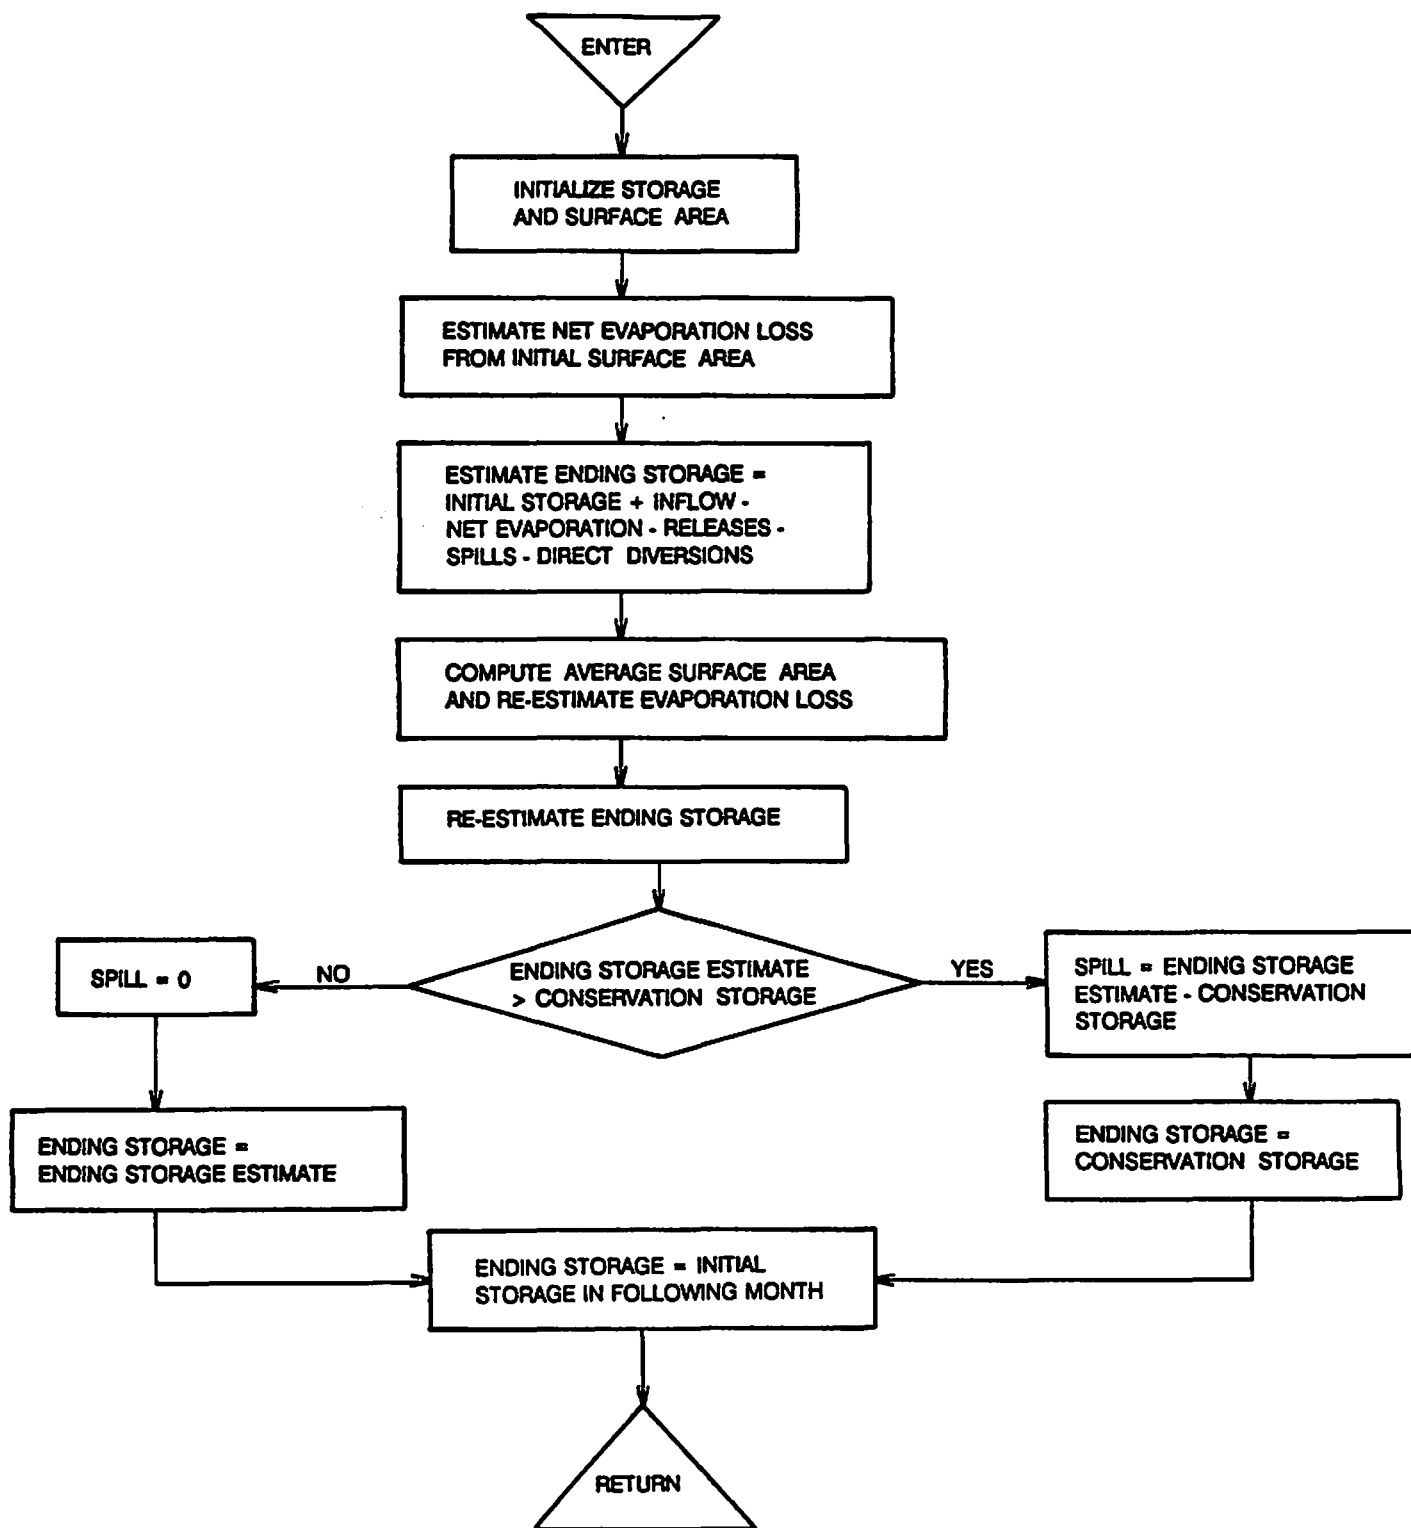 ENTER
INITIALIZE STORAGE
AND SURFACE AREA
ESTIMATE NET EVAPORATION LOSS
FROM INITIAL SURFACE AREA
ESTIMATE ENDING STORAGE =
INITIAL STORAGE + INFLOW -
NET EVAPORATION - RELEASES -
SPILLS - DIRECT DIVERSIONS
COMPUTE AVERAGE SURFACE AREA
AND RE-ESTIMATE EVAPORATION LOSS
RE-ESTIMATE ENDING STORAGE
ENDING STORAGE ESTIMATE
> CONSERVATION STORAGE
NO
YES
SPILL = 0
SPILL = ENDING STORAGE
ESTIMATE - CONSERVATION
STORAGE
ENDING STORAGE =
ENDING STORAGE ESTIMATE
ENDING STORAGE =
CONSERVATION STORAGE
ENDING STORAGE = INITIAL
STORAGE IN FOLLOWING MONTH
RETURN